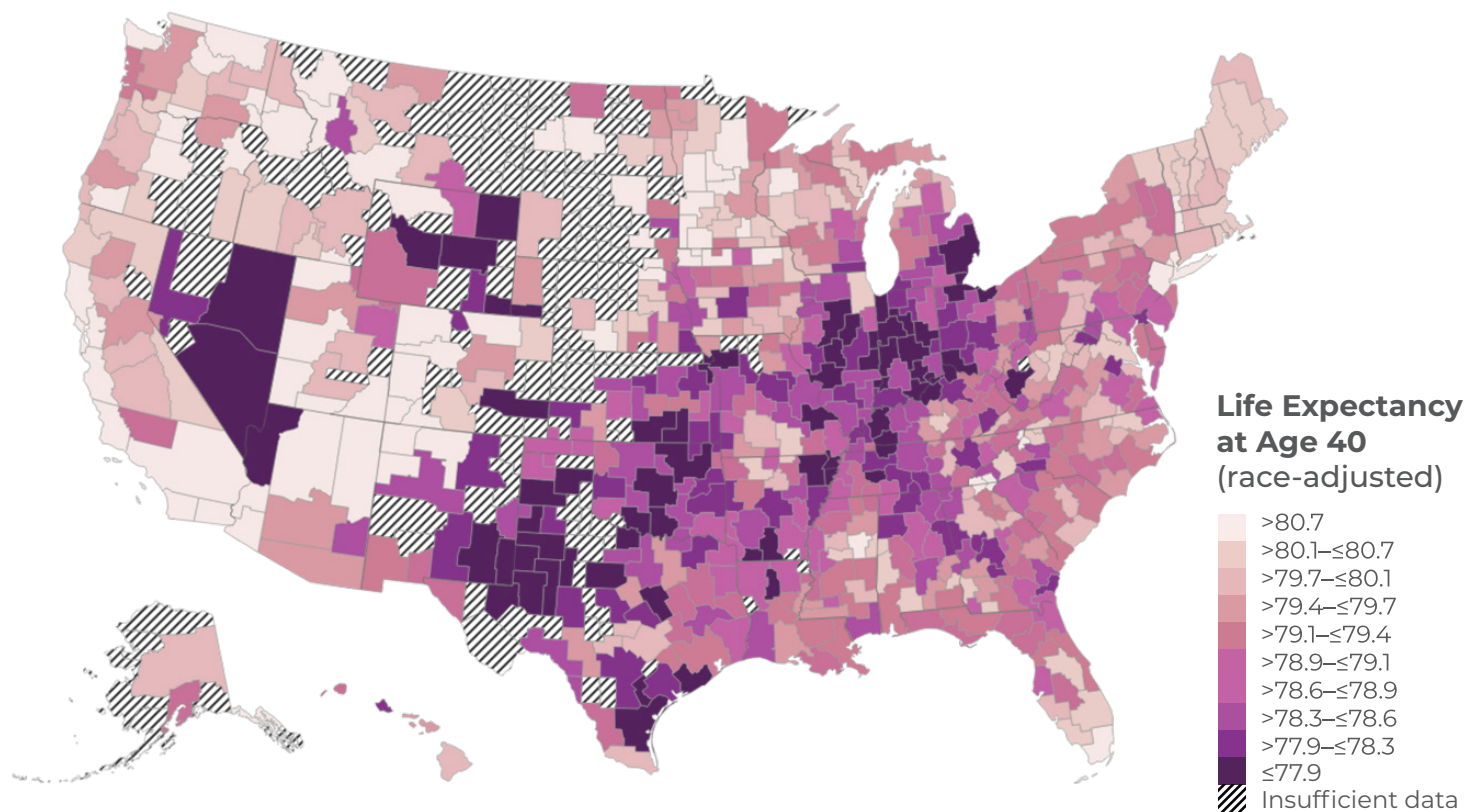 Life Expectancy
at Age 40
(race-adjusted)
>80.7
>80.1–≤80.7
>79.7–≤80.1
>79.4–≤79.7
>79.1–≤79.4
>78.9–≤79.1
>78.6–≤78.9
>78.3–≤78.6
>77.9–≤78.3
≤77.9
Insufficient data